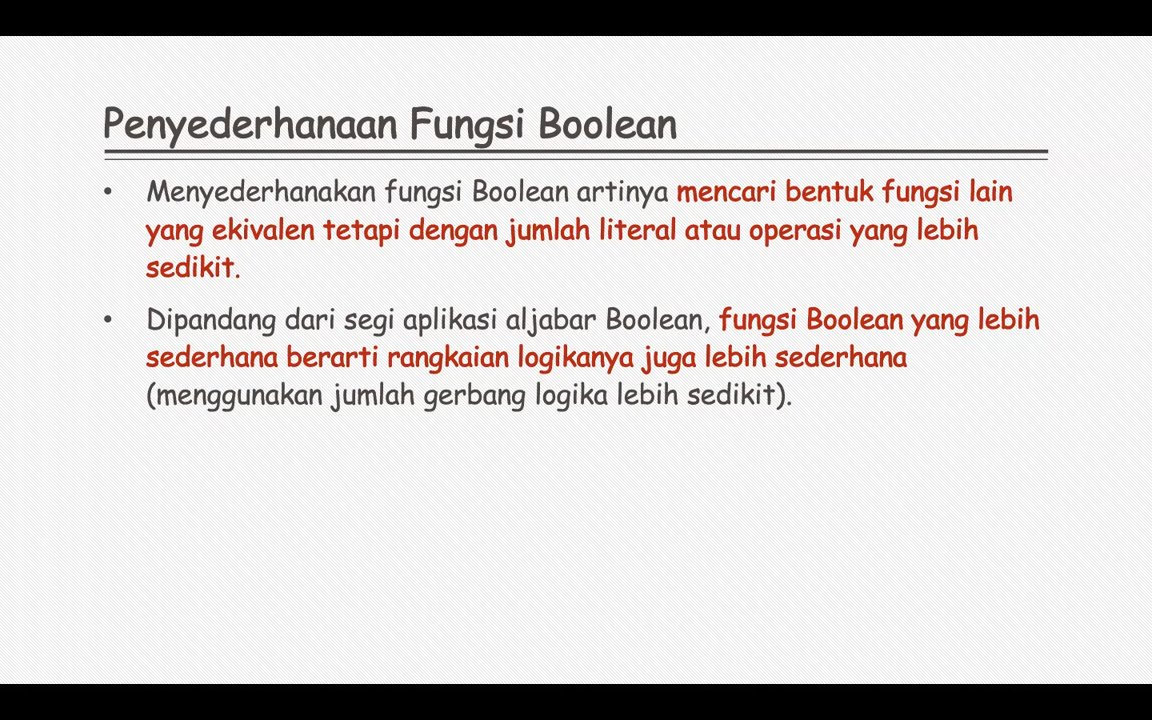 Penyederhanaan Fungsi Boolean
• Menyederhanakan fungsi Boolean artinya mencari bentuk fungsi lain
yang ekivalen tetapi dengan jumlah literal atau operasi yang lebih
sedikit.
• Dipandang dari segi aplikasi aljabar Boolean, fungsi Boolean yang lebih
sederhana berarti rangkaian logikanya juga lebih sederhana
(menggunakan jumlah gerbang logika lebih sedikit).